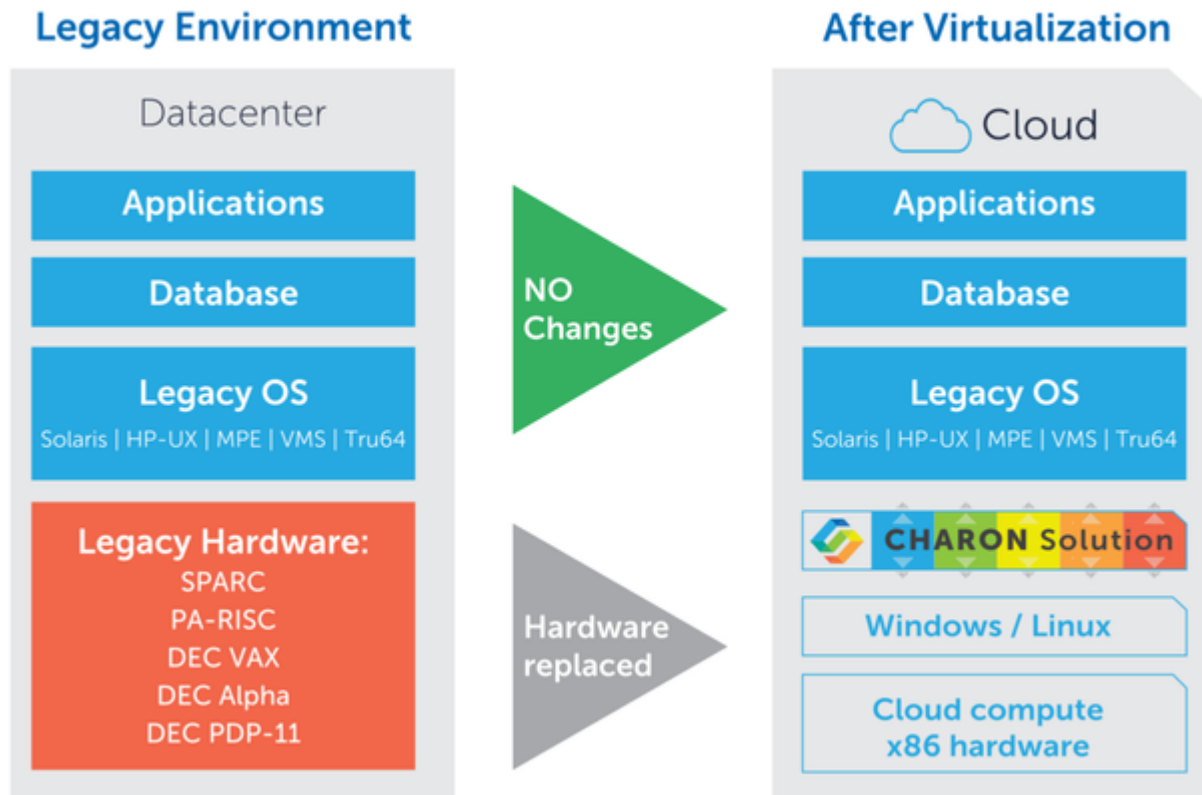 Legacy Environment
Datacenter
Applications
Database
Legacy OS
Solaris | HP-UX | MPE | VMS | Tru64
Legacy Hardware:
SPARC
PA-RISC
DEC VAX
DEC Alpha
DEC PDP-11
NO
Changes
Hardware
replaced
After Virtualization
Cloud
Applications
Database
Legacy OS
Solaris | HP-UX | MPE | VMS | Tru64
CHARON Solution
Windows / Linux
Cloud compute
x86 hardware